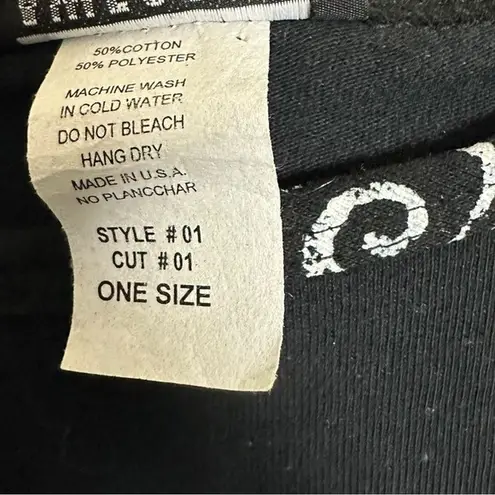 50%COTTON
50% POLYESTER
MACHINE WASH
IN COLD WATER
DO NOT BLEACH
HANG DRY
MADE IN U.S.A.
NO PLANCCHAR
STYLE # 01
CUT # 01
ONE SIZE